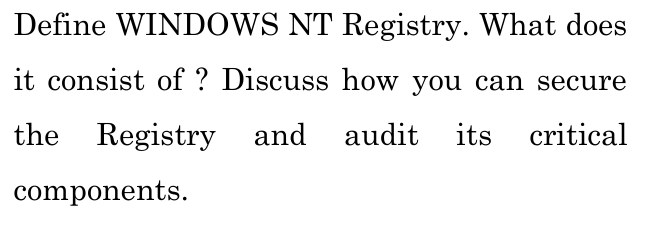 Define WINDOWS NT Registry. What does
it consist of ? Discuss how you can secure
the Registry and audit its critical
components.